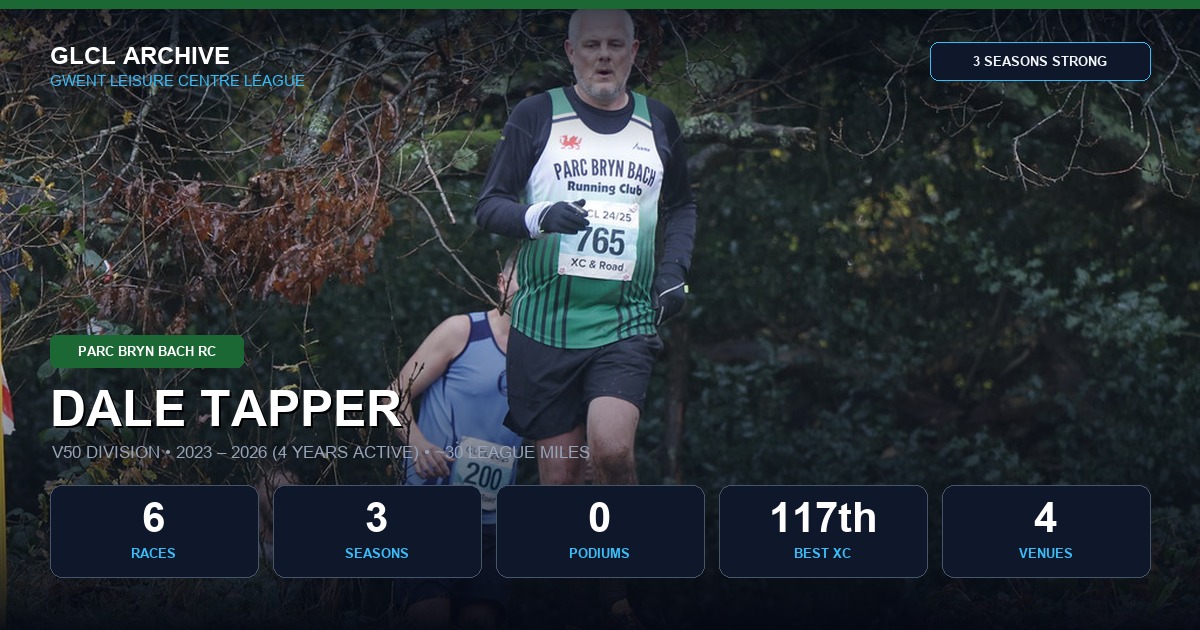 GLCL ARCHIVE
GWENT LEISURE CENTRE LEAGUE
3 SEASONS STRONG
PARC BRYN BACH
Running Club
CL 24/25
765
XC & Road
PARC BRYN BACH RC
DALE TAPPER
V50 DIVISION • 2023 – 2026 (4 YEARS ACTIVE) • ~30 LEAGUE MILES
200
6
RACES
3
SEASONS
0
PODIUMS
117th
BEST XC
4
VENUES